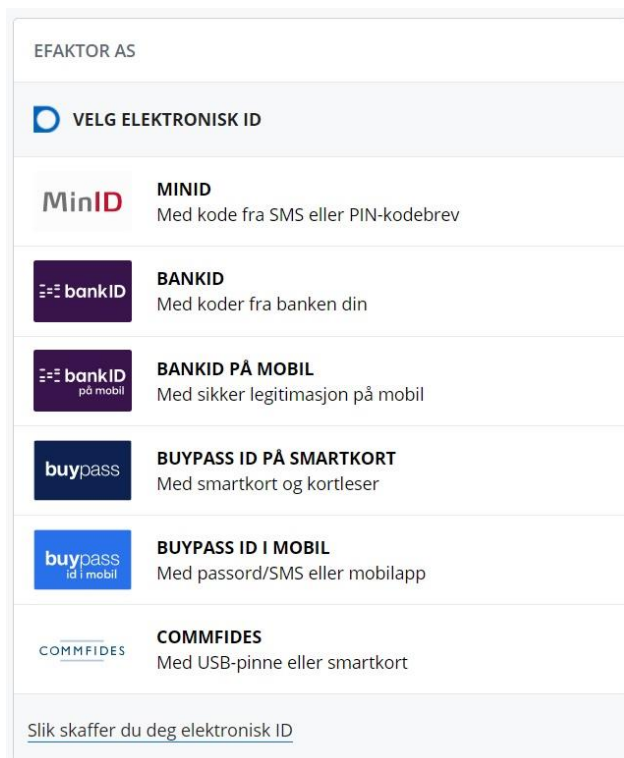 EFAKTOR AS
VELG ELEKTRONISK ID
MinID
MINID
Med kode fra SMS eller PIN-kodebrev
bankID
BANKID
Med koder fra banken din
bankID
på mobil
BANKID PÅ MOBIL
Med sikker legitimasjon på mobil
buypass
BUYPASS ID PÅ SMARTKORT
Med smartkort og kortleser
buypass
id i mobil
BUYPASS ID I MOBIL
Med passord/SMS eller mobilapp
COMMFIDES
COMMFIDES
Med USB-pinne eller smartkort
Slik skaffer du deg elektronisk ID